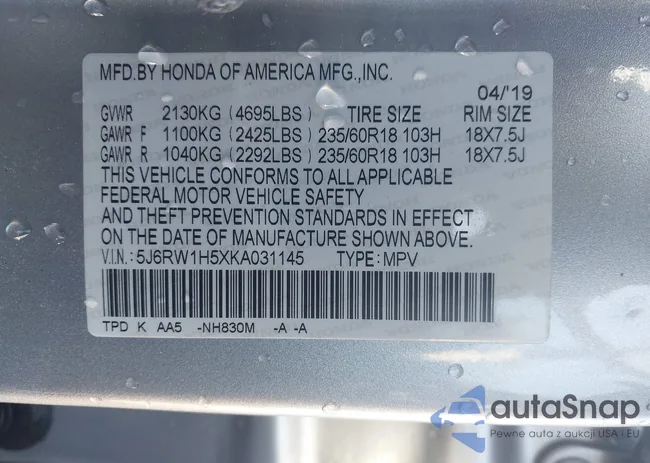 MFD.BY HONDA OF AMERICA MFG.,INC.
04/'19
GVWR 2130KG (4695LBS) TIRE SIZE RIM SIZE
GAWR F 1100KG (2425LBS) 235/60R18 103H 18X7.5J
GAWR R 1040KG (2292LBS) 235/60R18 103H 18X7.5J
THIS VEHICLE CONFORMS TO ALL APPLICABLE
FEDERAL MOTOR VEHICLE SAFETY
AND THEFT PREVENTION STANDARDS IN EFFECT
ON THE DATE OF MANUFACTURE SHOWN ABOVE.
V.I.N.: 5J6RW1H5XKA031145 TYPE: MPV
TPD K AA5 -NH830M -A -A
autoSnap
Pewne auta z aukcji USA i EU